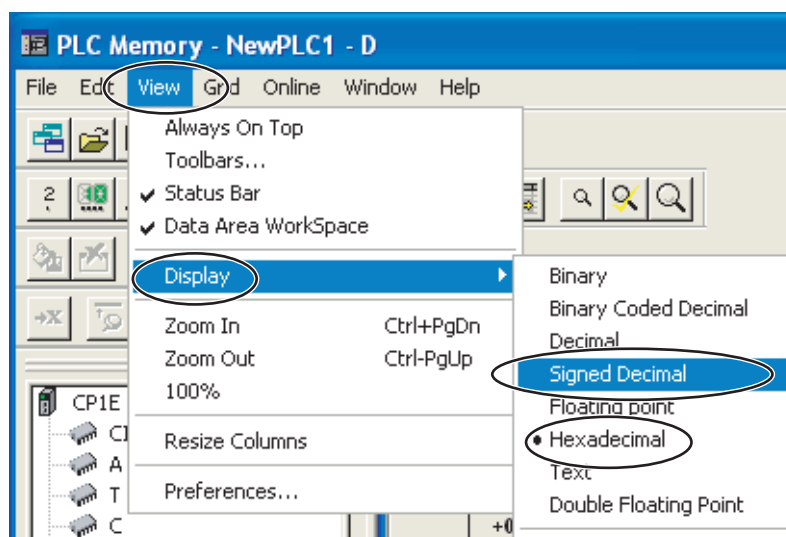 PLC Memory - NewPLC1 - D
File Edit View Grid Online Window Help
Always On Top
Toolbars...
Status Bar
2
Data Area WorkSpace
Display
Binary
Binary Coded Decimal
Zoom In Ctrl+PgDn
Decimal
Zoom Out Ctrl-PgUp
Signed Decimal
100%
CP1E
Floating point
Resize Columns
Hexadecimal
A
Text
Preferences...
T
Double Floating Point
C
+0